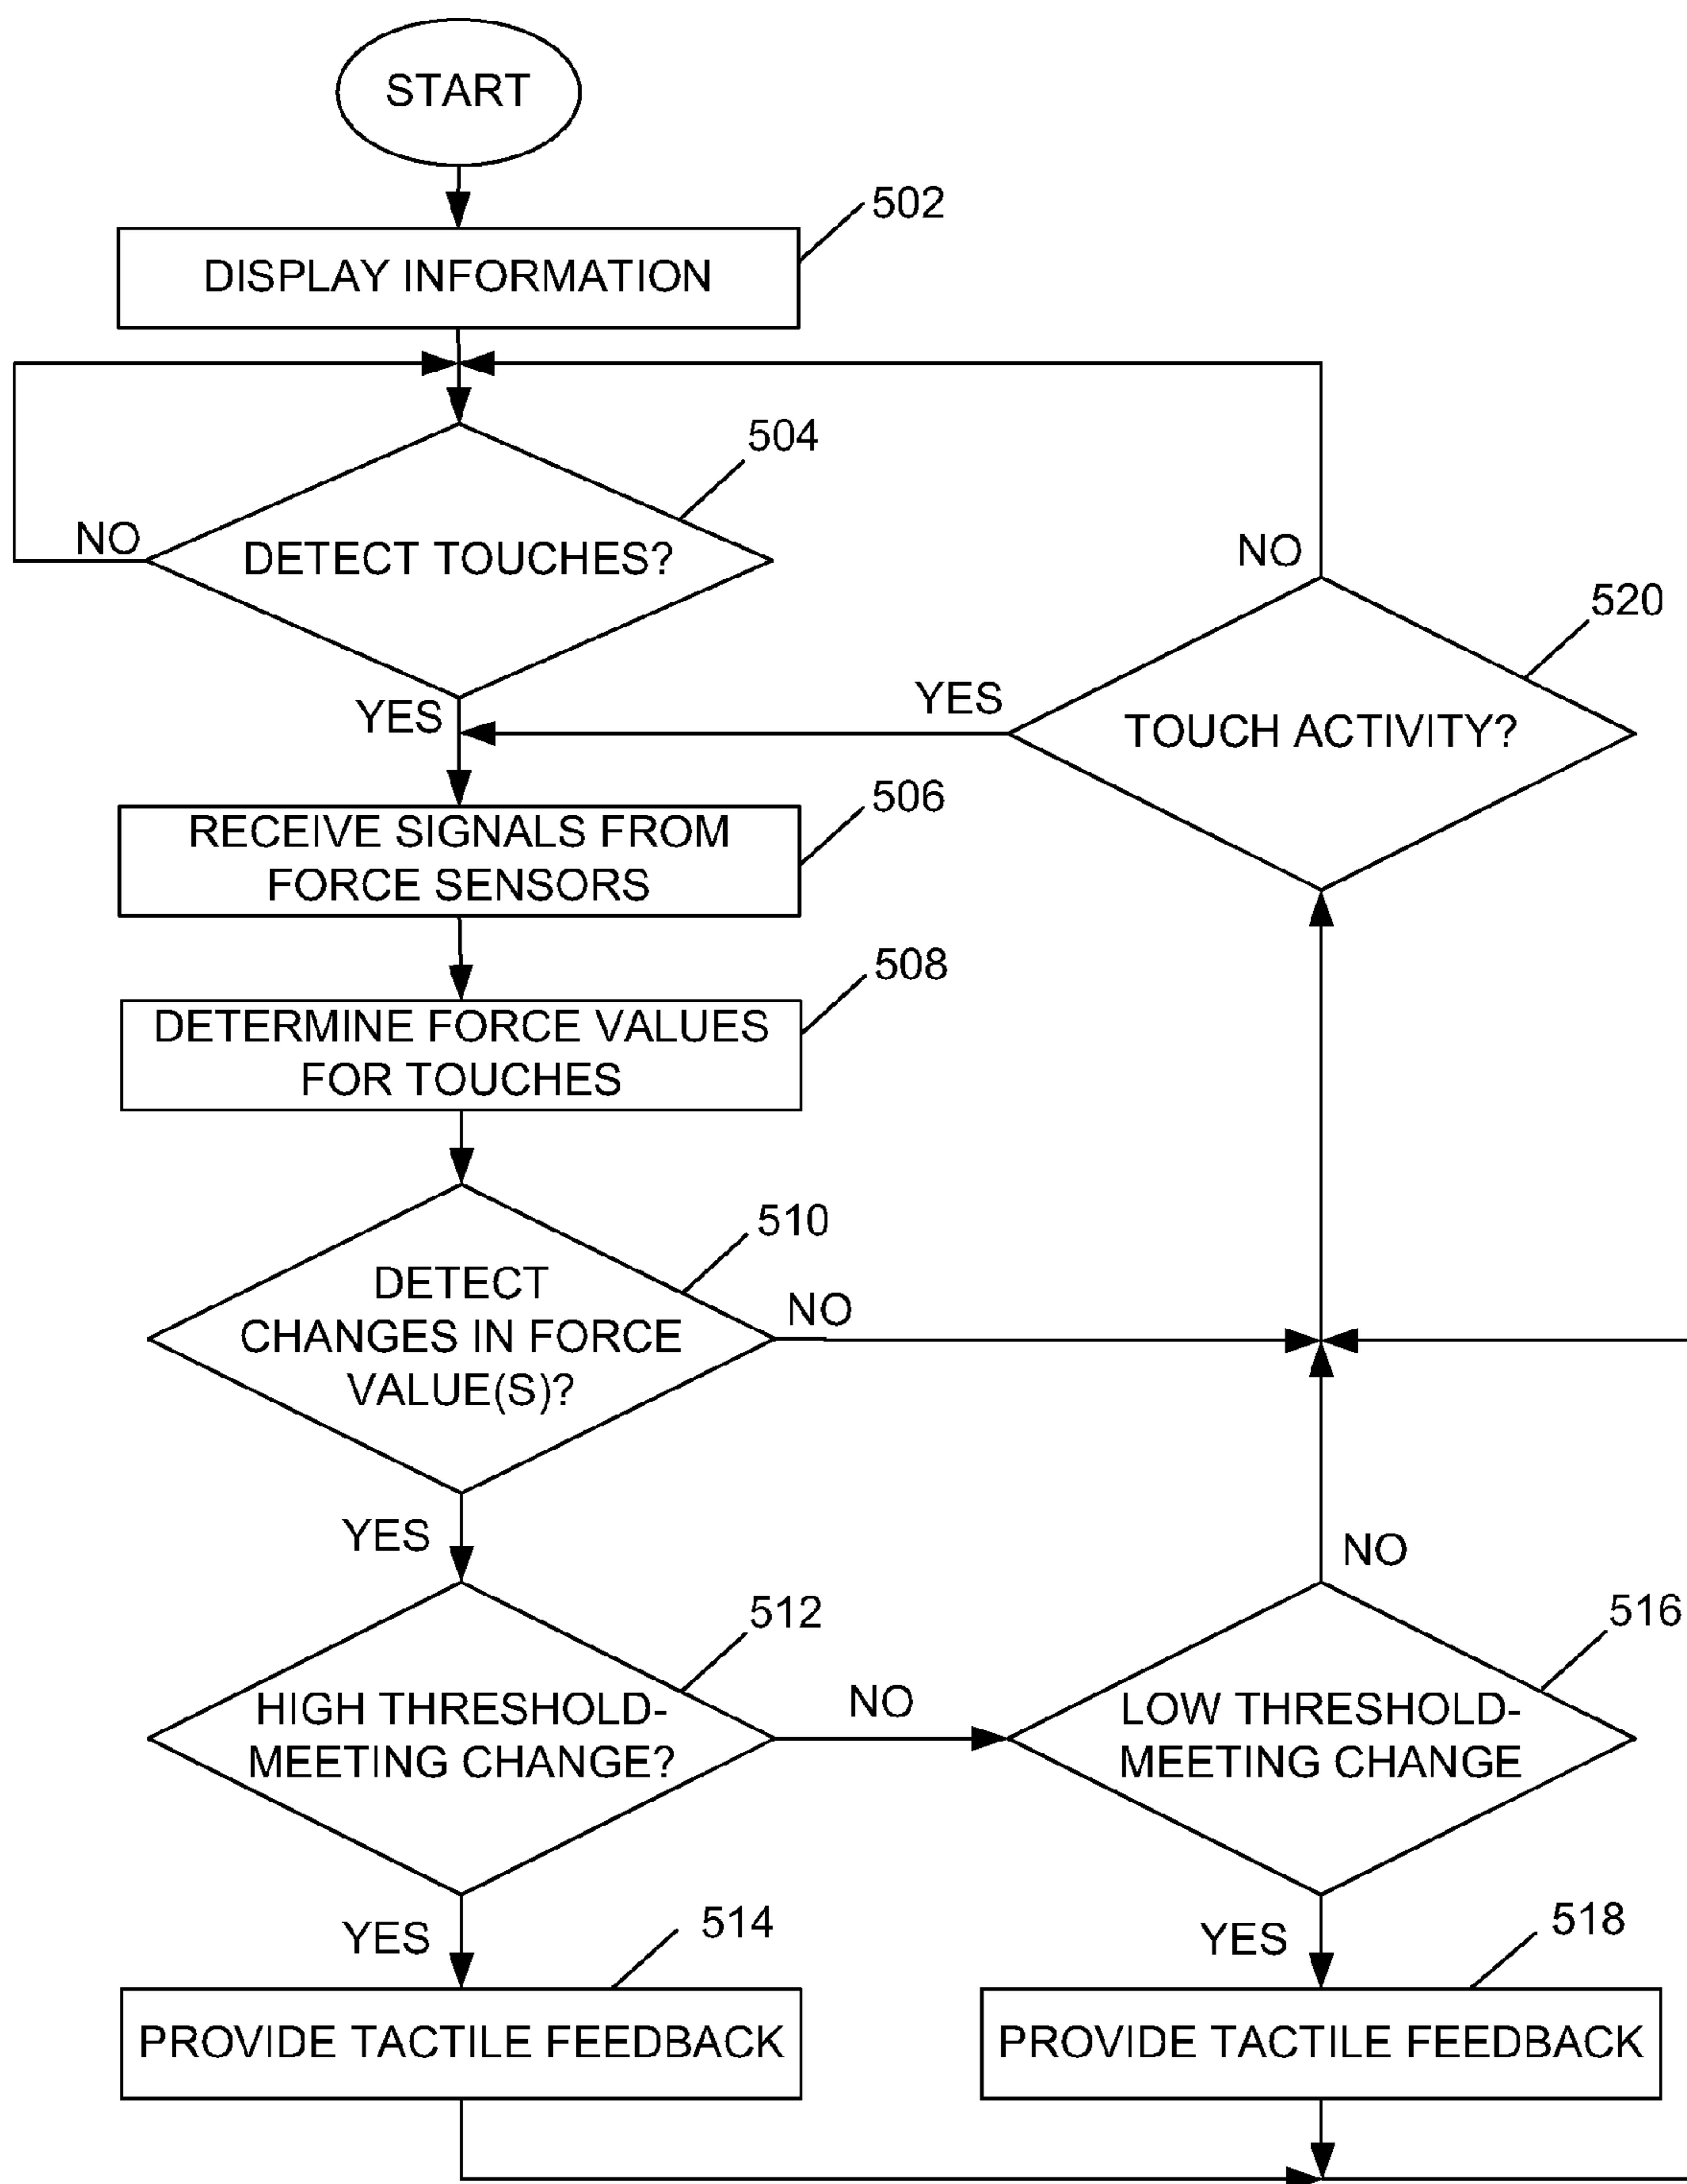 START
502
DISPLAY INFORMATION
504
NO
DETECT TOUCHES?
NO
520
YES
YES
TOUCH ACTIVITY?
506
RECEIVE SIGNALS FROM
FORCE SENSORS
508
DETERMINE FORCE VALUES
FOR TOUCHES
510
DETECT
CHANGES IN FORCE
VALUE(S)?
NO
YES
NO
512
516
HIGH THRESHOLD-
MEETING CHANGE?
NO
LOW THRESHOLD-
MEETING CHANGE
YES
514
YES
518
PROVIDE TACTILE FEEDBACK
PROVIDE TACTILE FEEDBACK